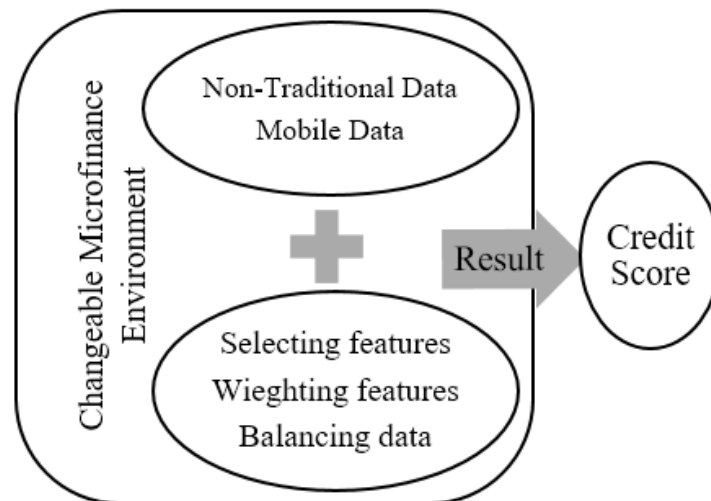 Changeable Microfinance
Environment
Non-Traditional Data
Mobile Data
Selecting features
Wieghting features
Balancing data
Result
Credit
Score